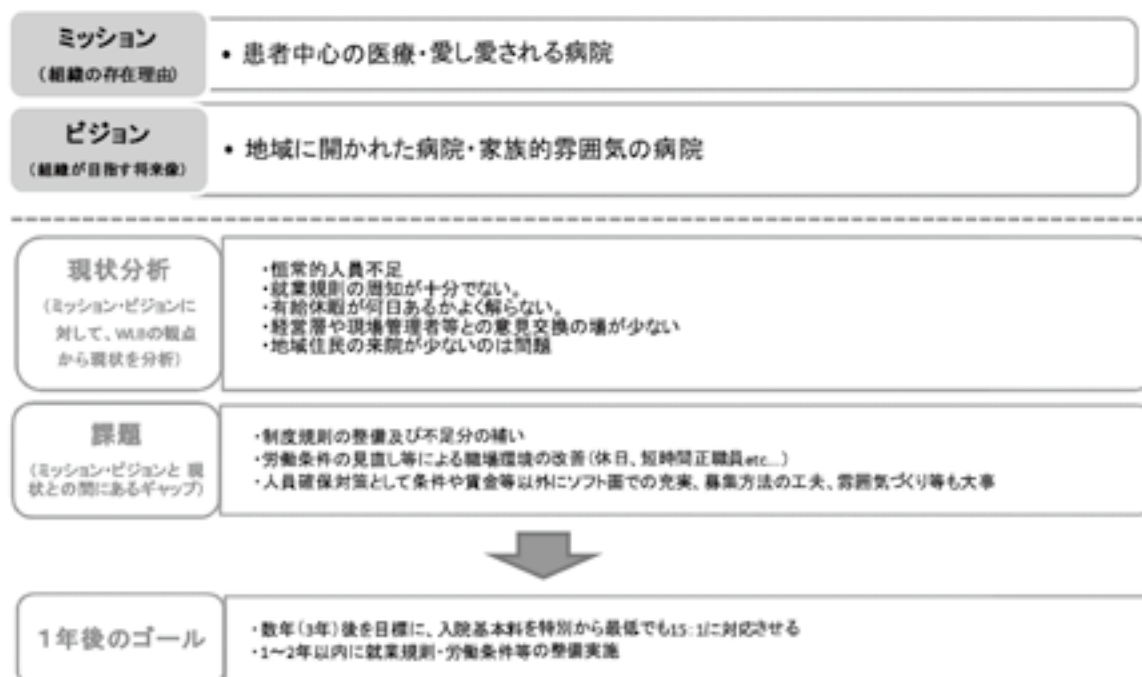 ミッション
(組織の存在理由)
・患者中心の医療・愛し愛される病院
ビジョン
(組織が目指す将来像)
・地域に開かれた病院・家族的雰囲気の病院
現状分析
(ミッション・ビジョンに
対して、WLBの観点
から現状を分析)
・恒常的人員不足
・就業規則の周知が十分でない。
・有給休暇が何日あるかよく解らない。
・経営層や現場管理者等との意見交換の場が少ない
・地域住民の来院が少ないのは問題
課題
(ミッション・ビジョンと 現
状との間にあるギャップ)
・制度規則の整備及び不足分の補い
・労働条件の見直し等による職場環境の改善(休日、短時間正職員etc...)
・人員確保対策として条件や賃金等以外にソフト面での充実、募集方法の工夫、雰囲気づくり等も大事
1年後のゴール
・数年(3年)後を目標に、入院基本料を特別から最低でも15:1に対応させる
・1〜2年以内に就業規則・労働条件等の整備実施